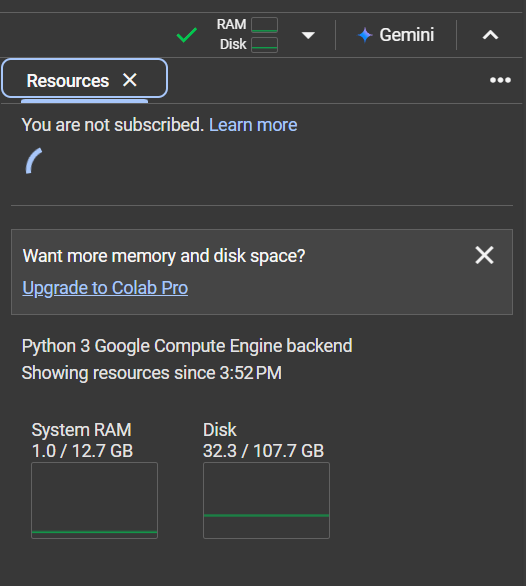 RAM
Disk
Gemini
Resources
You are not subscribed. Learn more
Want more memory and disk space?
Upgrade to Colab Pro
Python 3 Google Compute Engine backend
Showing resources since 3:52 PM
System RAM
1.0 / 12.7 GB
Disk
32.3 / 107.7 GB